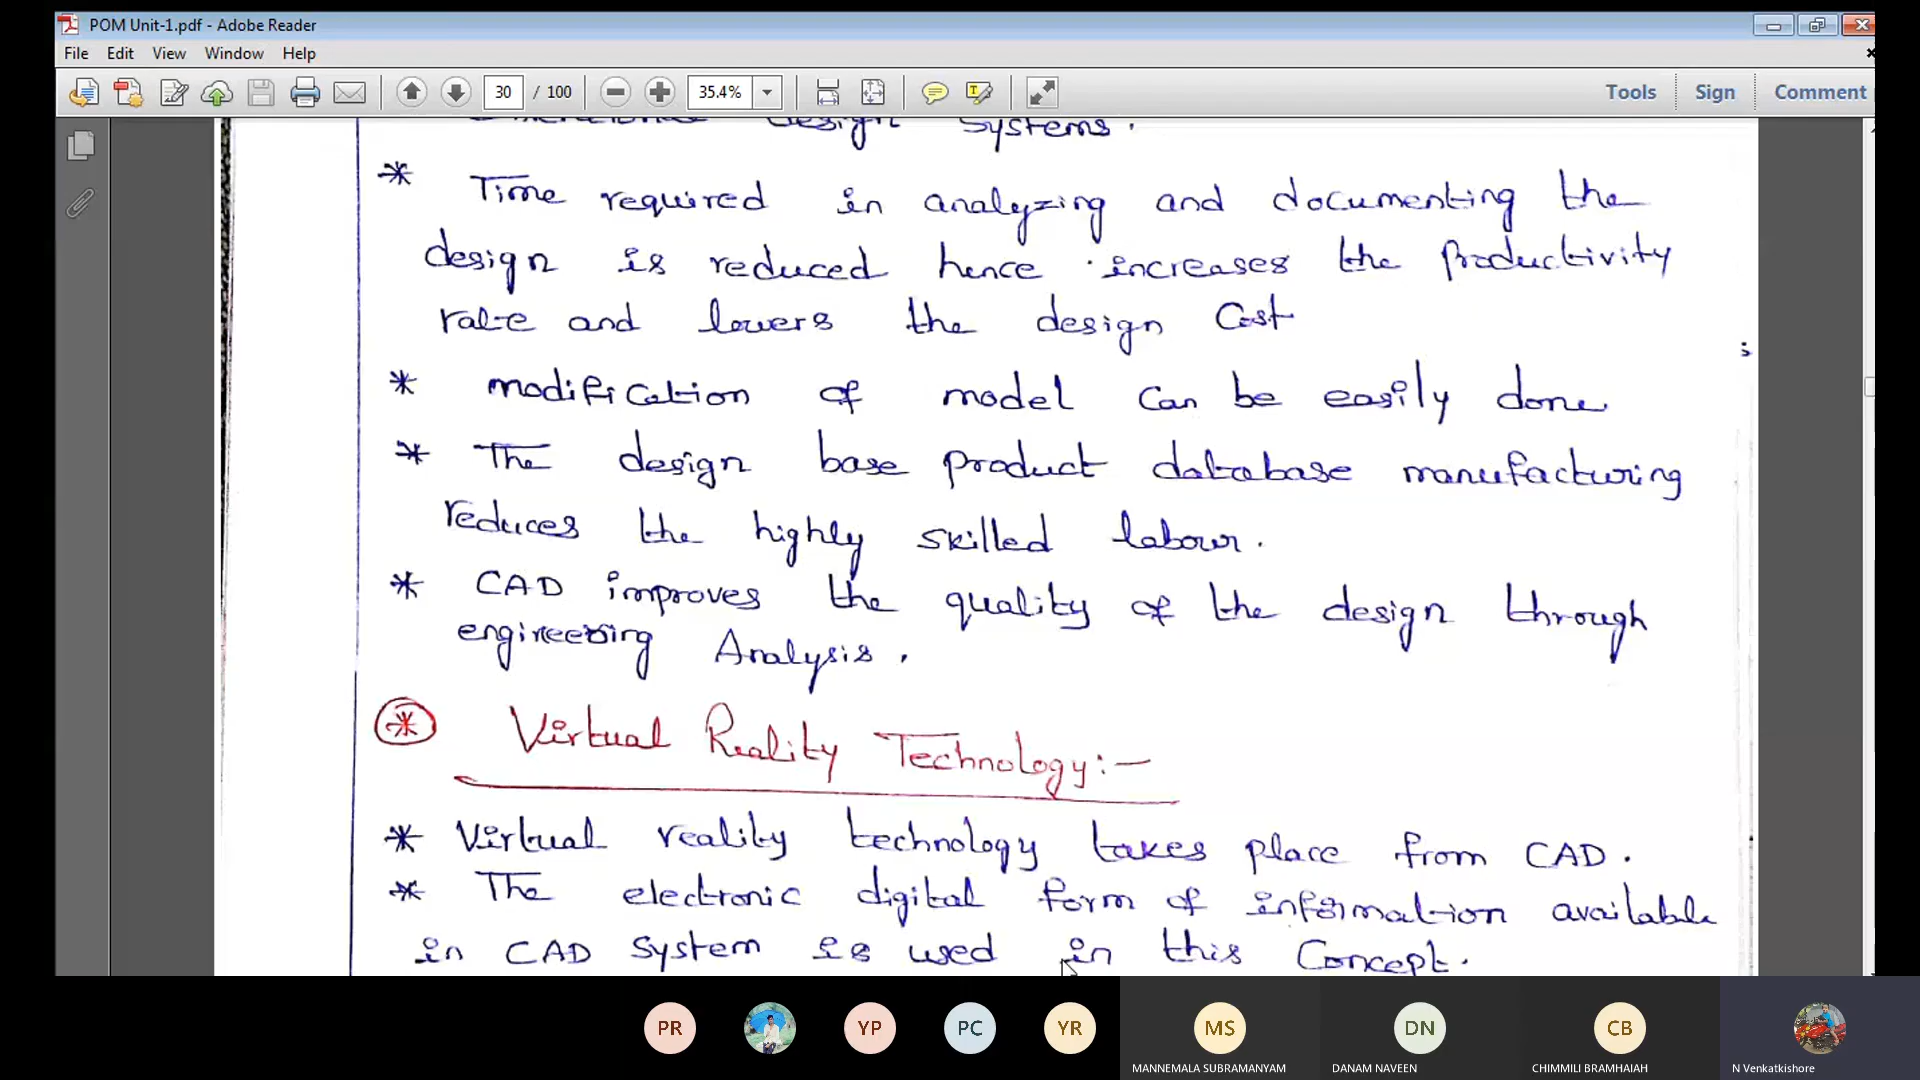 POM Unit-1.pdf - Adobe Reader
File Edit View Window Help
30 / 100 35.4% Tools Sign Comment
Design Systems.
* Time required in analyzing and documenting the
design is reduced hence increases the productivity
rate and lowers the design Cost
* modification of model Can be easily done
* The design base product database manufacturing
reduces the highly skilled labour.
* CAD improves the quality of the design through
engineering Analysis.
* Virtual Reality Technology:-
* Virtual reality technology takes place from CAD.
* The electronic digital form of information available
in CAD System is used in this Concept.
PR YP PC YR MS DN CB
MANNEMALA SUBRAMANYAM DANAM NAVEEN CHIMMILI BRAMHAIAH N Venkatkishore